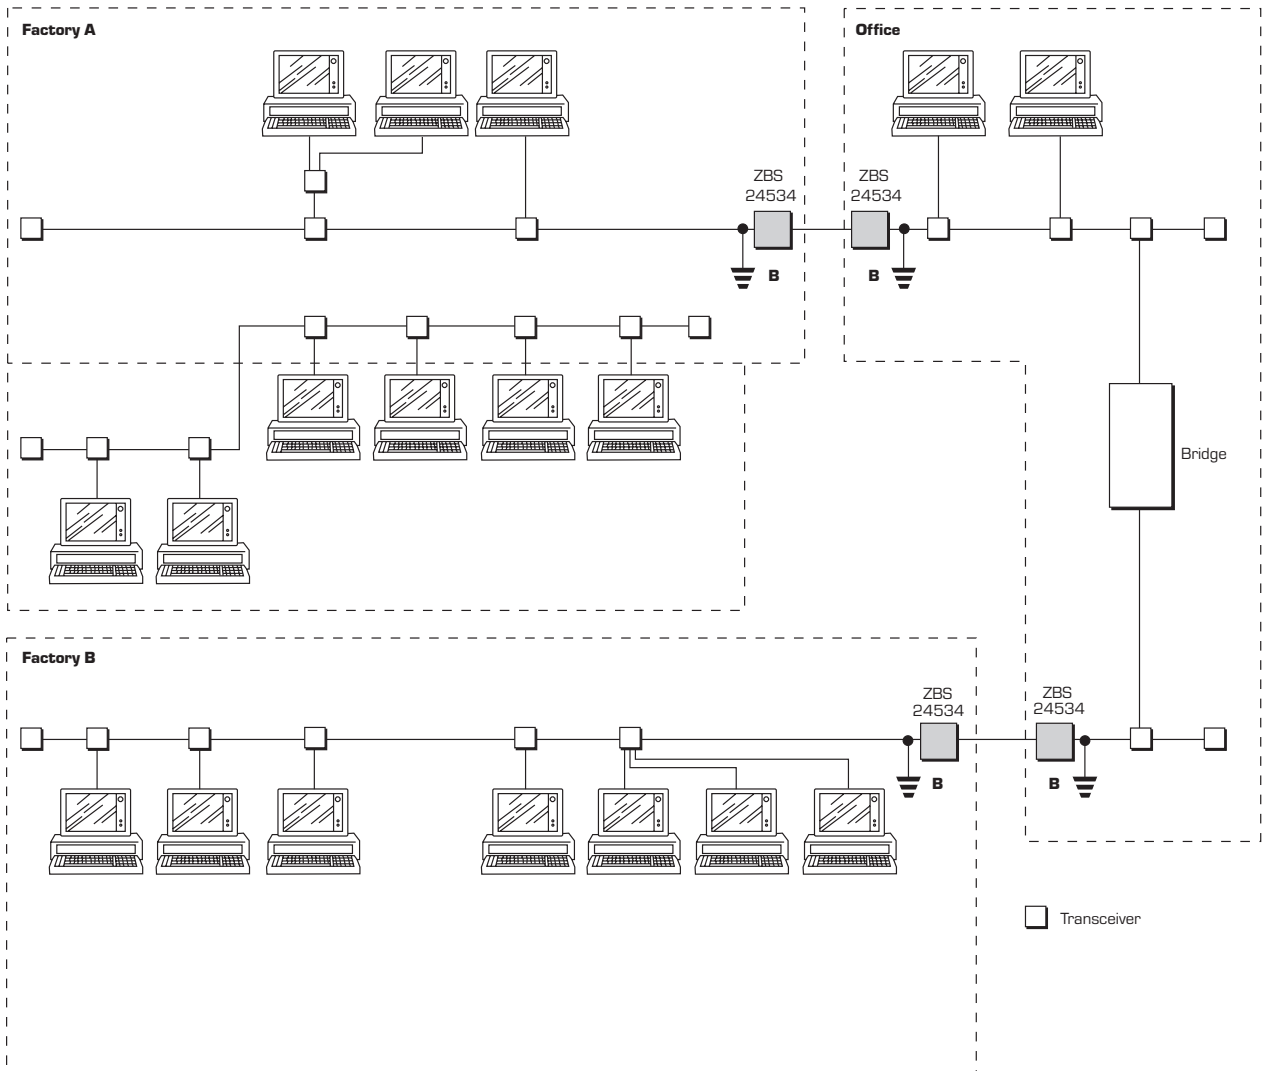 Factory A
Office
ZBS
24534
ZBS
24534
B
B
Bridge
Factory B
ZBS
24534
ZBS
24534
B
B
Transceiver